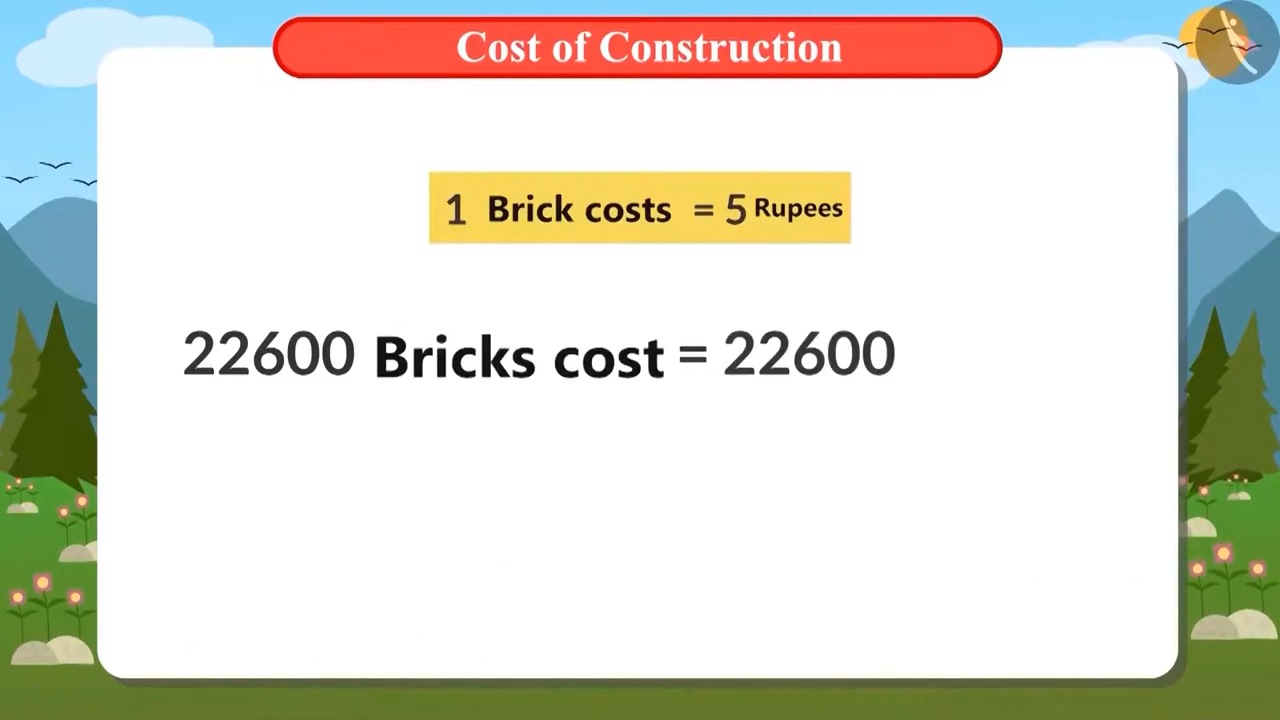 Cost of Construction
1 Brick costs = 5 Rupees
22600 Bricks cost = 22600